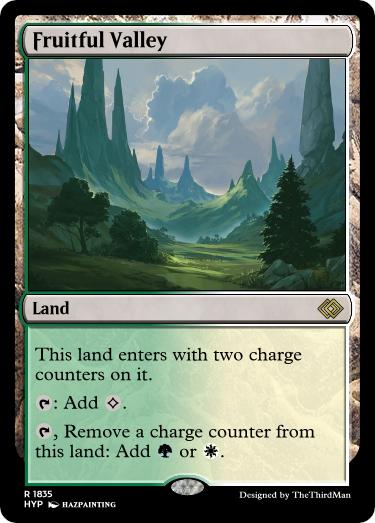 Fruitful Valley
Land
This land enters with two charge
counters on it.
: Add .
, Remove a charge counter from
this land: Add or .
R 1835
HYP HAZPAINTING
Designed by TheThirdMan